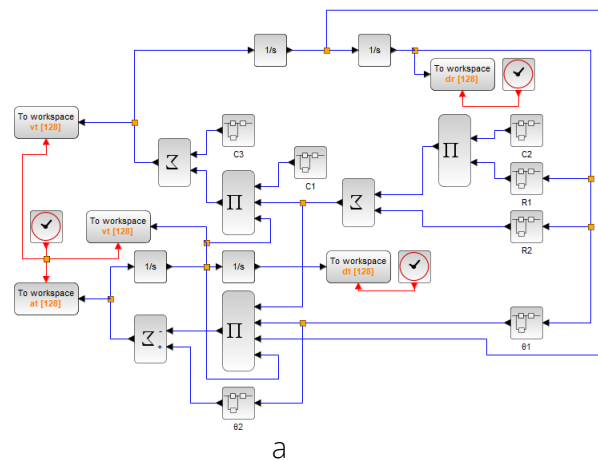 1/s
1/s
To workspace
dr [128]
To workspace
vt [128]
Σ
C3
Π
C1
Σ
Π
C2
R1
R2
To workspace
vt [128]
1/s
1/s
To workspace
dt [128]
To workspace
at [128]
Σ
-
+
Π
θ1
θ2
a